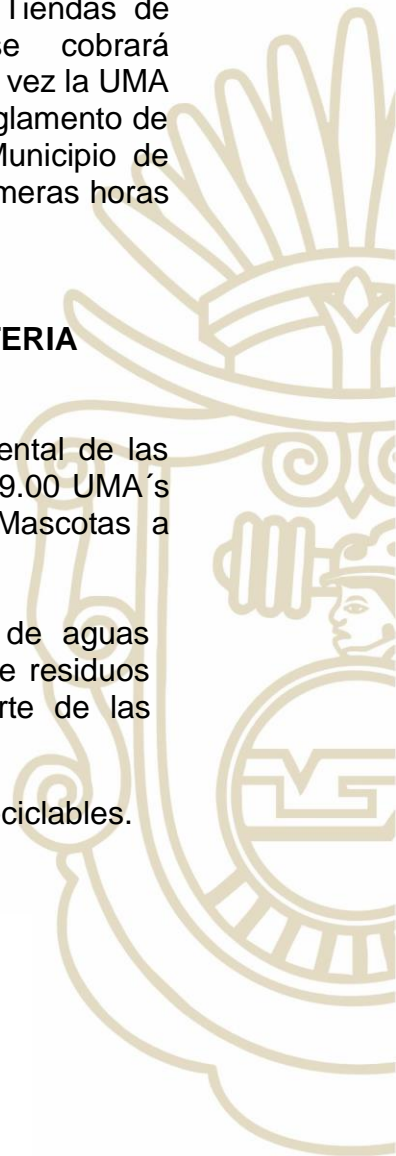 Tiendas de
se cobrará
vez la UMA
glamento de
Municipio de
meras horas
TERIA
ental de las
9.00 UMA´s
Mascotas a
de aguas
e residuos
rte de las
ciclables.